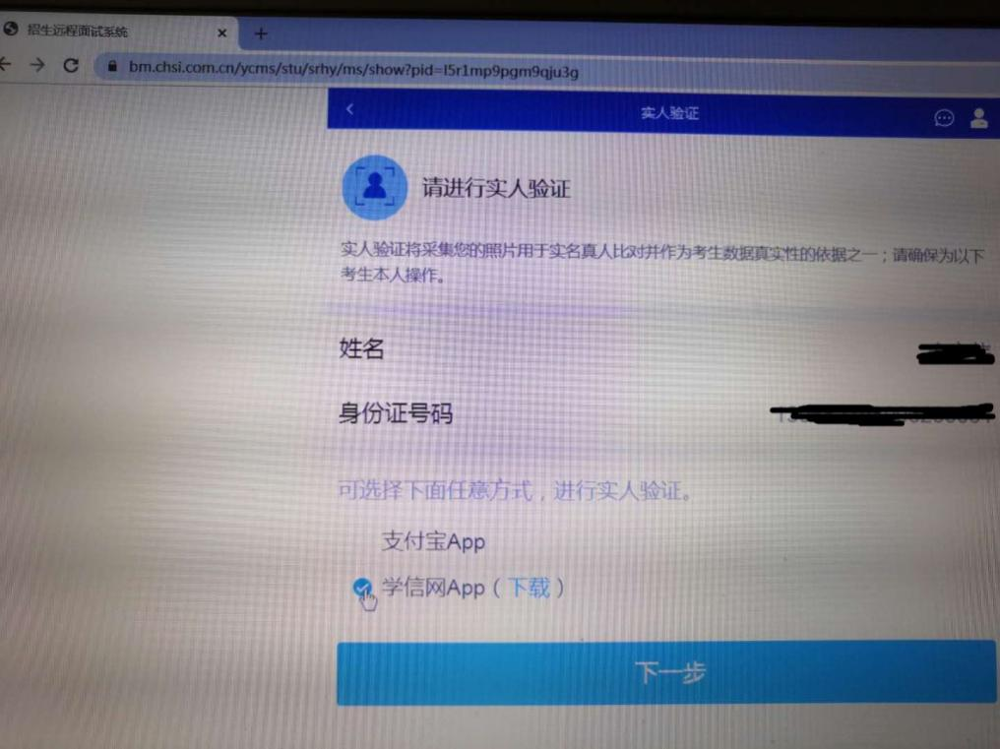 招生远程面试系统
bm.chsi.com.cn/ycms/stu/srhy/ms/show?pid=l5r1mp9pgm9qju3g
实人验证
请进行实人验证
实人验证将采集您的照片用于实名真人比对并作为考生数据真实性的依据之一；请确保为以下
考生本人操作。
姓名
身份证号码
可选择下面任意方式，进行实人验证。
支付宝App
学信网App（下载）
下一步